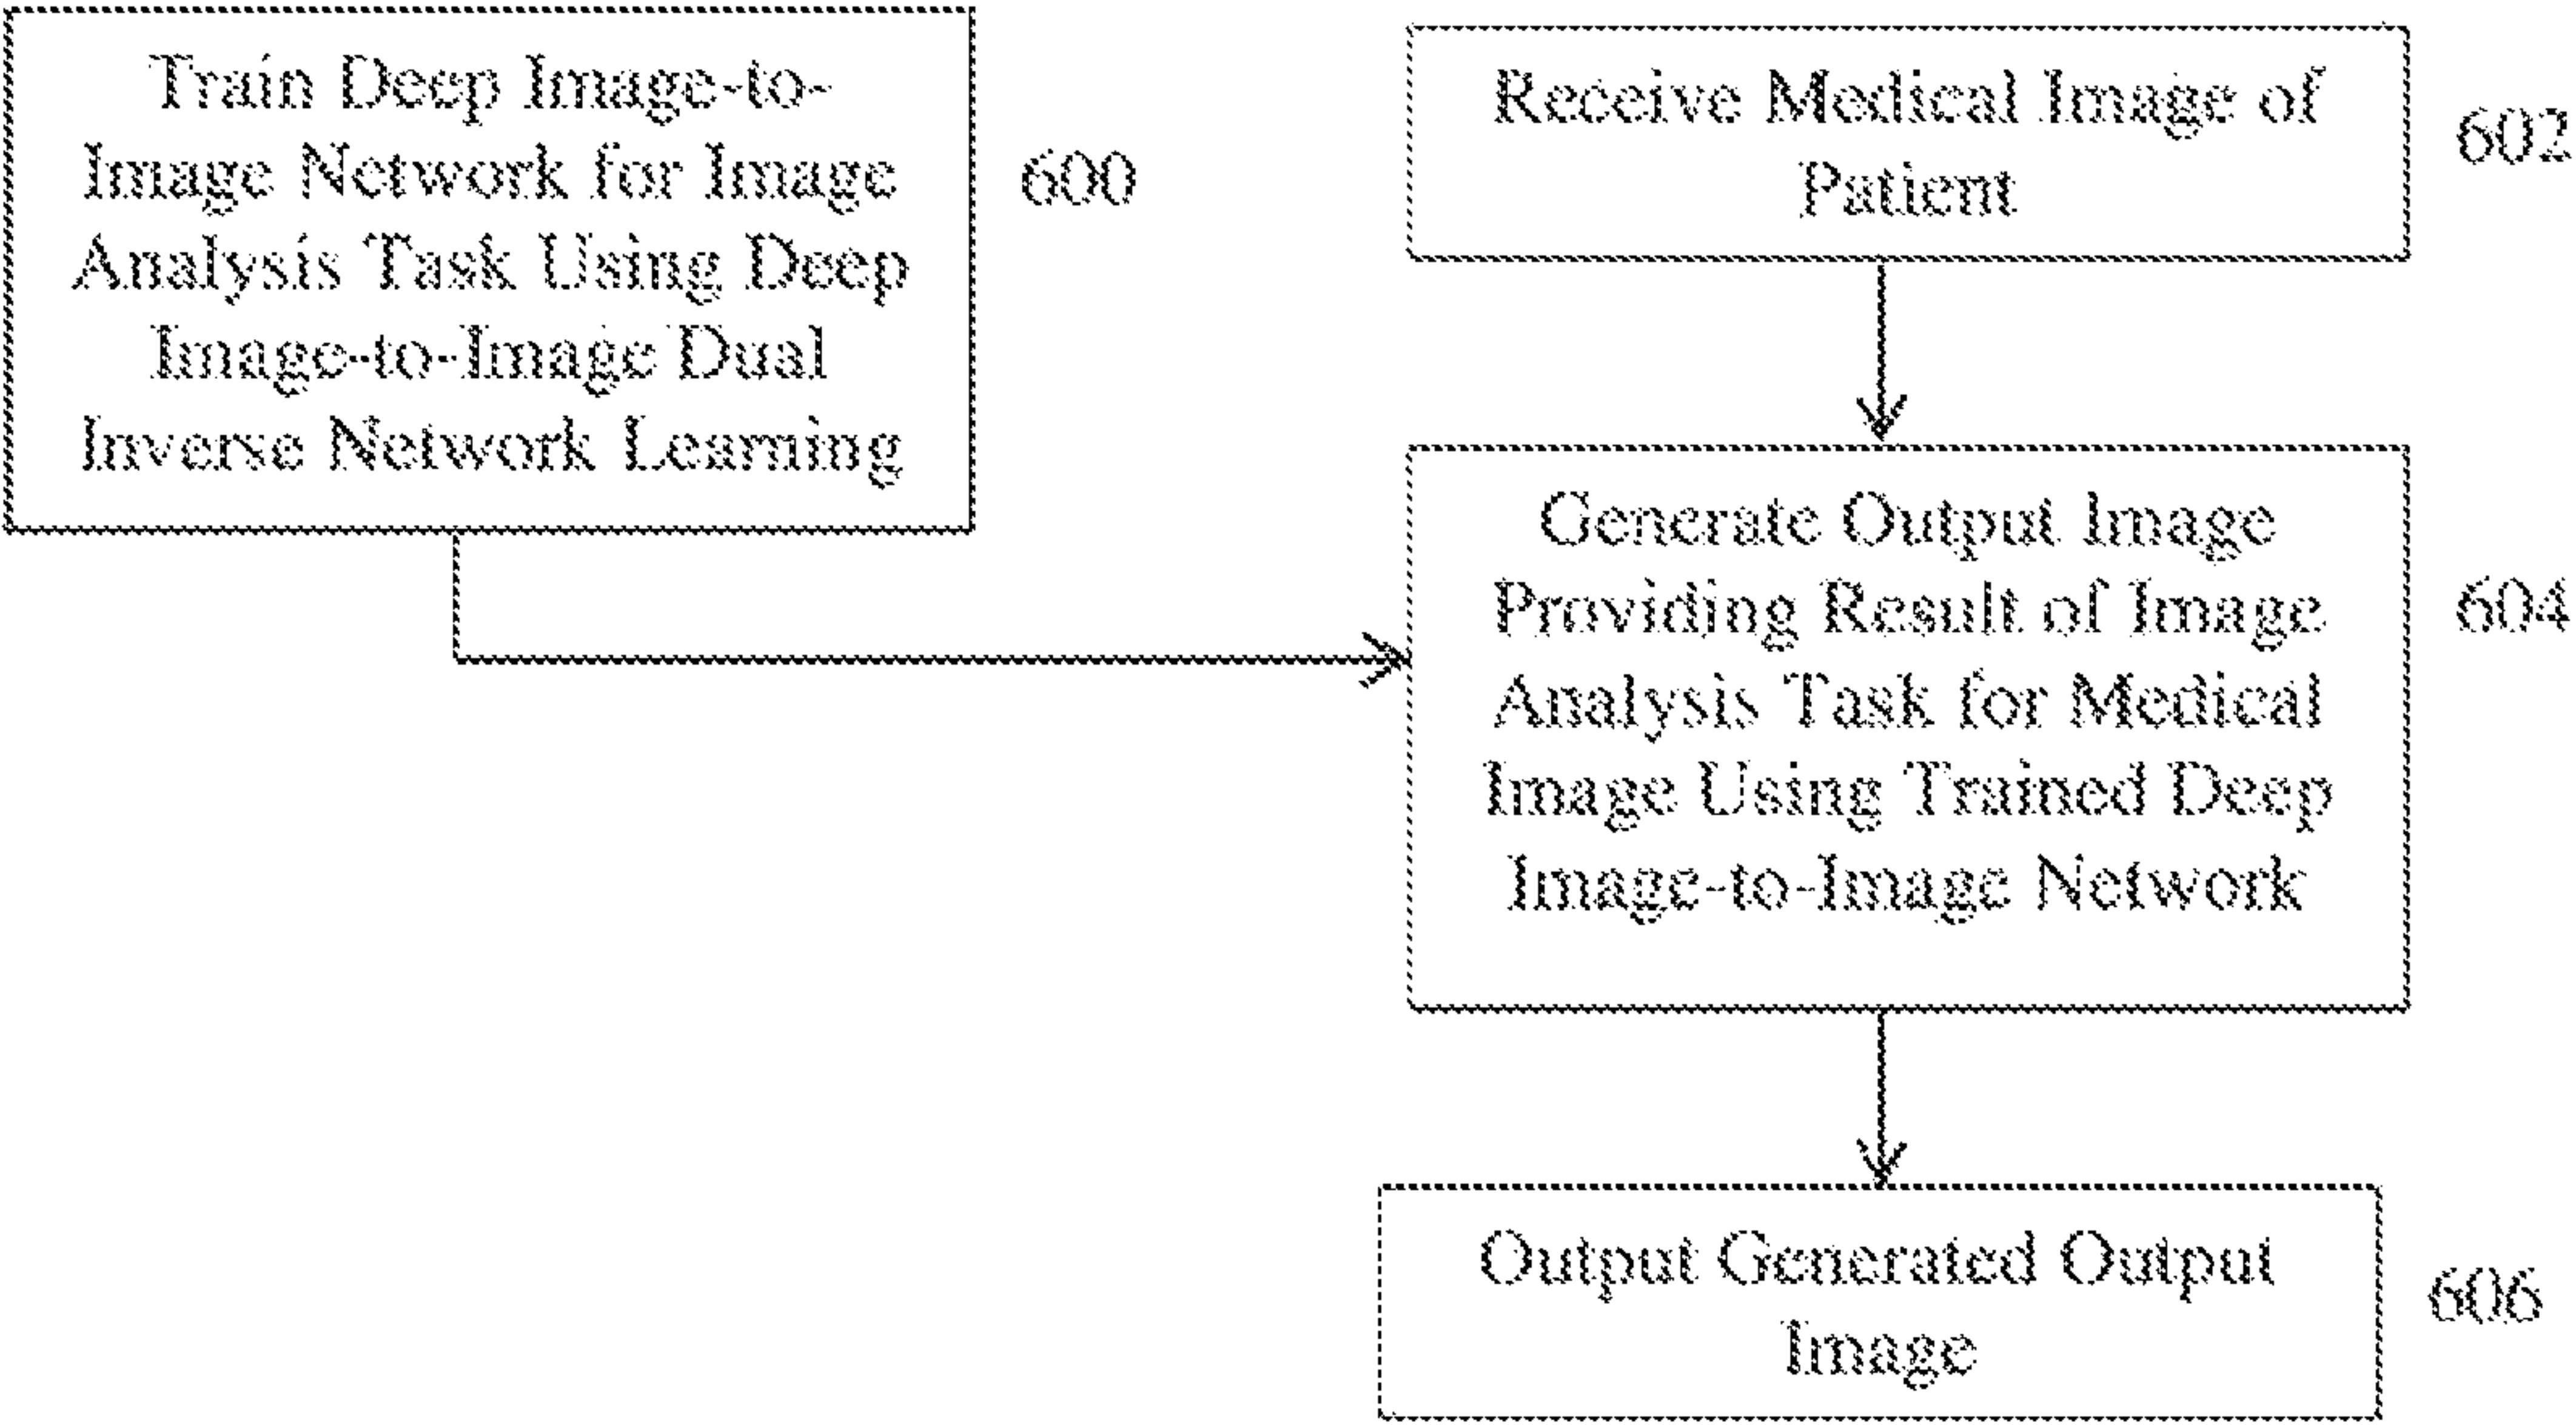 Train Deep Image-to-
Image Network for Image
Analysis Task Using Deep
Image-to-Image Dual
Inverse Network Learning
600
Receive Medical Image of
Patient
602
Generate Output Image
Providing Result of Image
Analysis Task for Medical
Image Using Trained Deep
Image-to-Image Network
604
Output Generated Output
Image
606